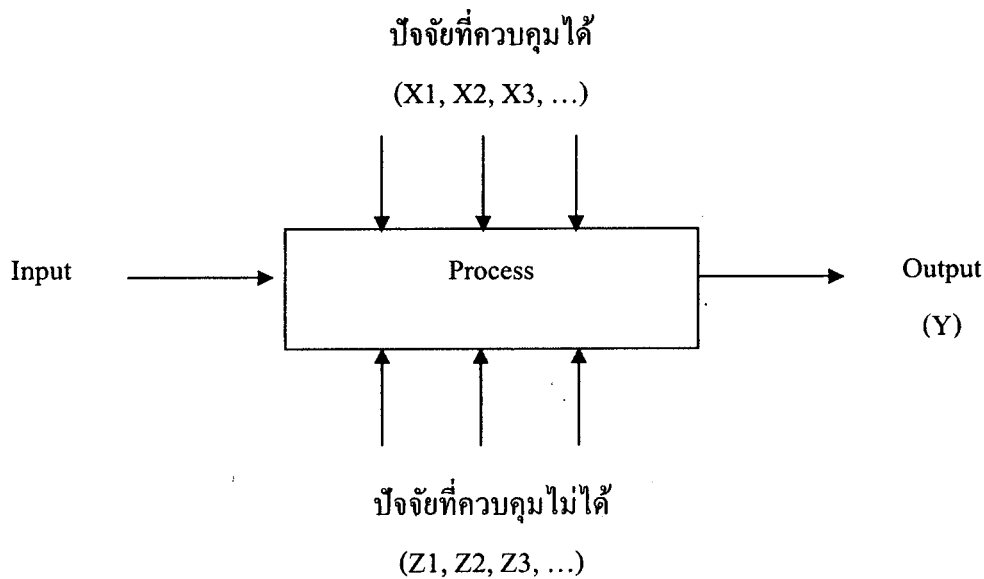 ปัจจัยที่ควบคุมได้
(X1, X2, X3, ...)
Input
Process
Output
(Y)
ปัจจัยที่ควบคุมไม่ได้
(Z1, Z2, Z3, ...)